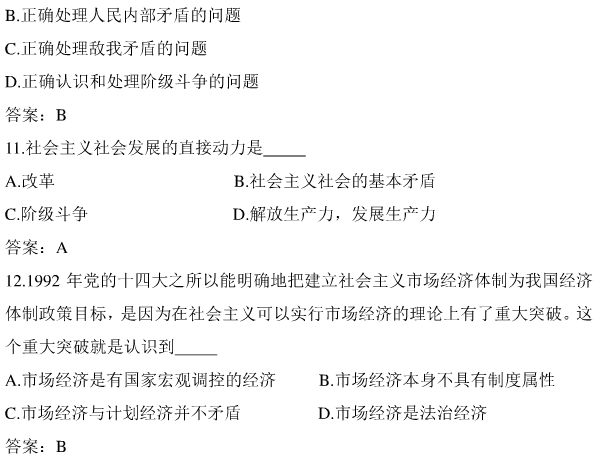 B.正确处理人民内部矛盾的问题
C.正确处理敌我矛盾的问题
D.正确认识和处理阶级斗争的问题
答案：B
11.社会主义社会发展的直接动力是_____
A.改革 B.社会主义社会的基本矛盾
C.阶级斗争 D.解放生产力，发展生产力
答案：A
12.1992 年党的十四大之所以能明确地把建立社会主义市场经济体制为我国经济
体制政策目标，是因为在社会主义可以实行市场经济的理论上有了重大突破。这
个重大突破就是认识到_____
A.市场经济是有国家宏观调控的经济 B.市场经济本身不具有制度属性
C.市场经济与计划经济并不矛盾 D.市场经济是法治经济
答案：B